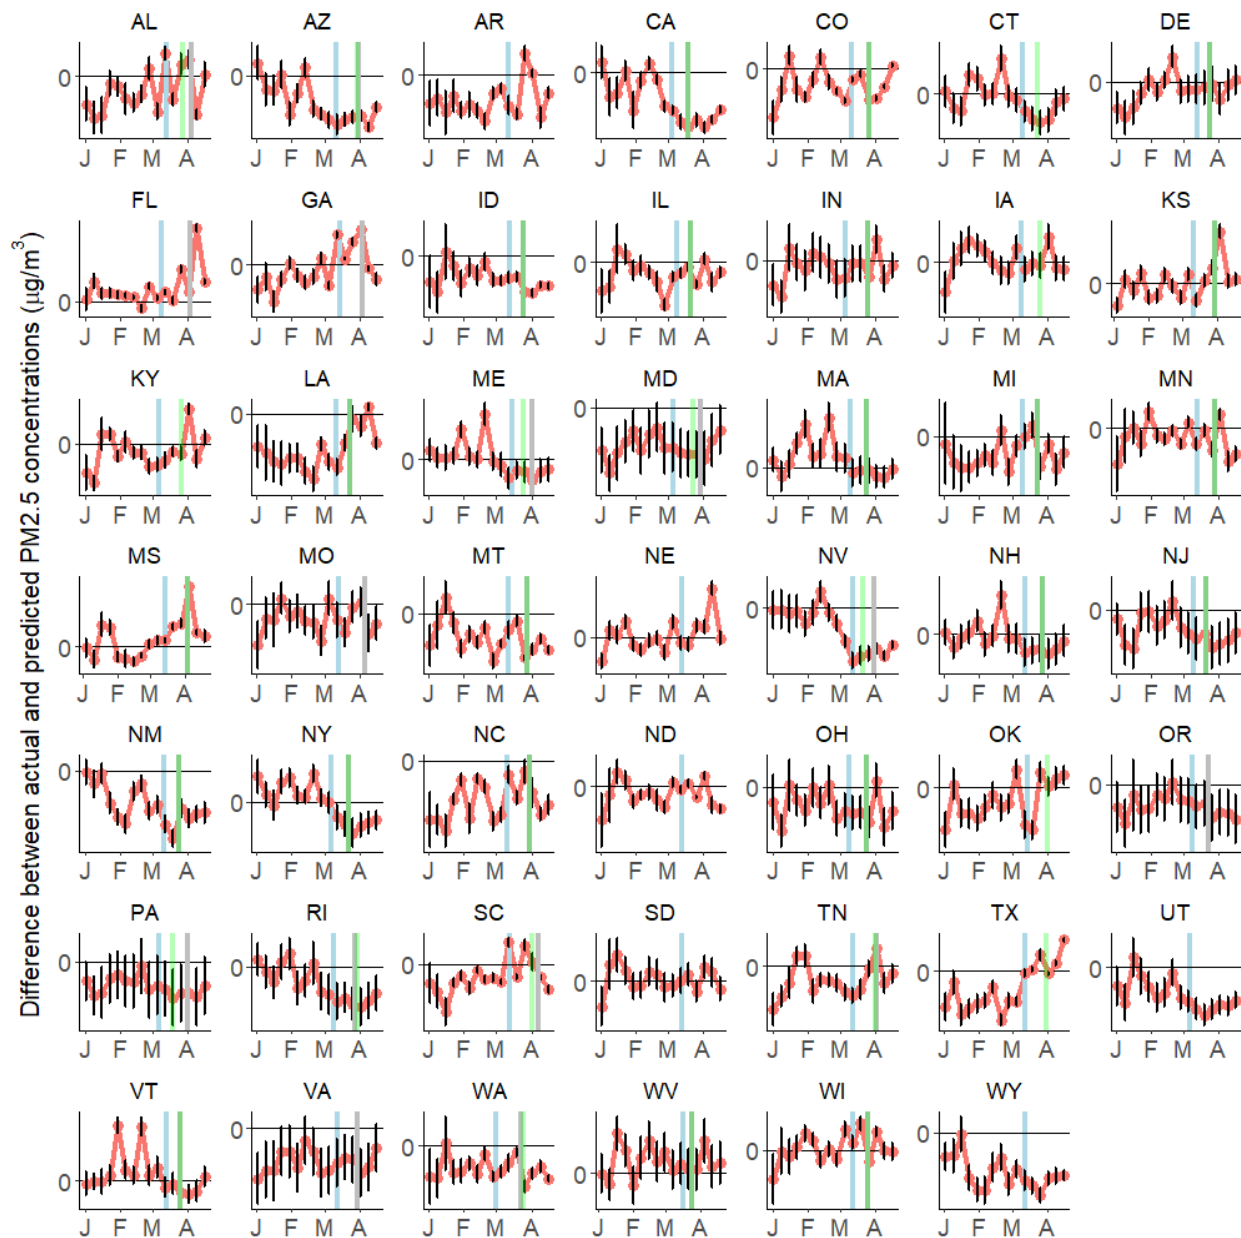 Difference between actual and predicted PM2.5 concentrations (μg/m³)
AL AZ AR CA CO CT DE
0 0 0 0 0 0 0
J F M A J F M A J F M A J F M A J F M A J F M A J F M A
FL GA ID IL IN IA KS
0 0 0 0 0 0 0
J F M A J F M A J F M A J F M A J F M A J F M A J F M A
KY LA ME MD MA MI MN
0 0 0 0 0 0 0
J F M A J F M A J F M A J F M A J F M A J F M A J F M A
MS MO MT NE NV NH NJ
0 0 0 0 0 0 0
J F M A J F M A J F M A J F M A J F M A J F M A J F M A
NM NY NC ND OH OK OR
0 0 0 0 0 0 0
J F M A J F M A J F M A J F M A J F M A J F M A J F M A
PA RI SC SD TN TX UT
0 0 0 0 0 0 0
J F M A J F M A J F M A J F M A J F M A J F M A J F M A
VT VA WA WV WI WY
0 0 0 0 0 0
J F M A J F M A J F M A J F M A J F M A J F M A